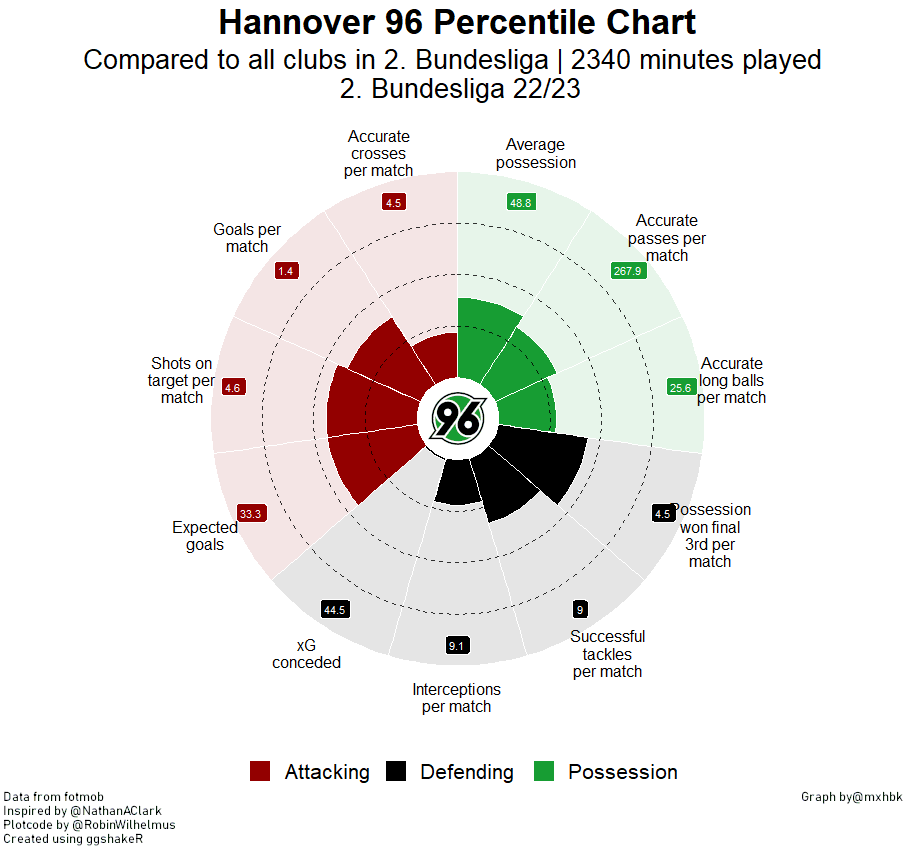 Hannover 96 Percentile Chart
Compared to all clubs in 2. Bundesliga | 2340 minutes played
2. Bundesliga 22/23
Accurate
crosses
per match
4.5
Average
possession
48.8
Goals per
match
1.4
Accurate
passes per
match
267.9
Shots on
target per
match
4.6
Accurate
long balls
per match
25.6
96
Expected
goals
33.3
Possession
won final
3rd per
match
4.5
xG
conceded
44.5
Interceptions
per match
9.1
Successful
tackles
per match
9
Attacking
Defending
Possession
Data from fotmob
Inspired by @NathanAClark
Plotcode by @RobinWilhelmus
Created using ggshakeR
Graph by@mxhbk